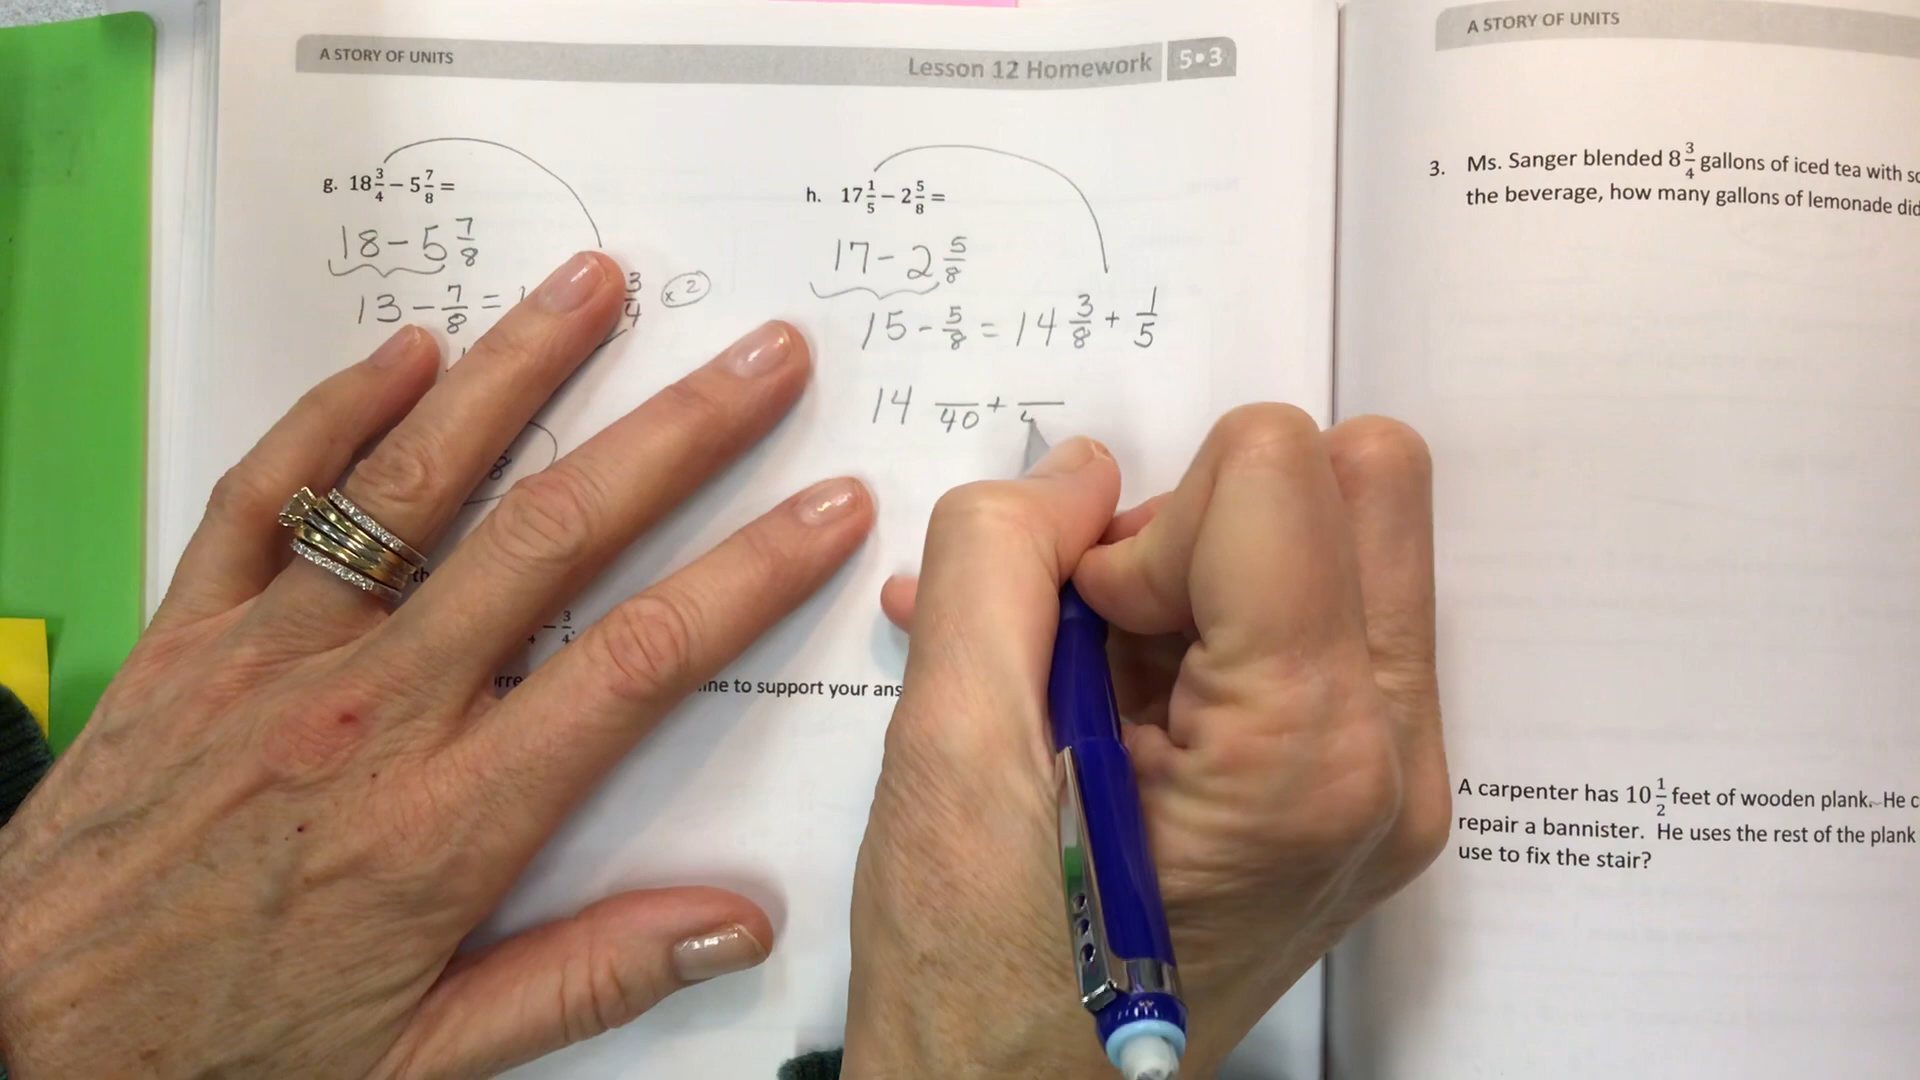 A STORY OF UNITS
Lesson 12 Homework 5•3
g. 18 3/4 − 5 7/8 =
18 − 5 7/8
13 − 7/8 =
3/4 x 2
8
h. 17 1/5 − 2 5/8 =
17 − 2 5/8
15 − 5/8 = 14 3/8 + 1/5
14 /40 + /4
− 3/4.
to support your
A STORY OF UNITS
3. Ms. Sanger blended 8 3/4 gallons of iced tea with
the beverage, how many gallons of lemonade did
A carpenter has 10 1/2 feet of wooden plank. He
repair a bannister. He uses the rest of the plank
use to fix the stair?